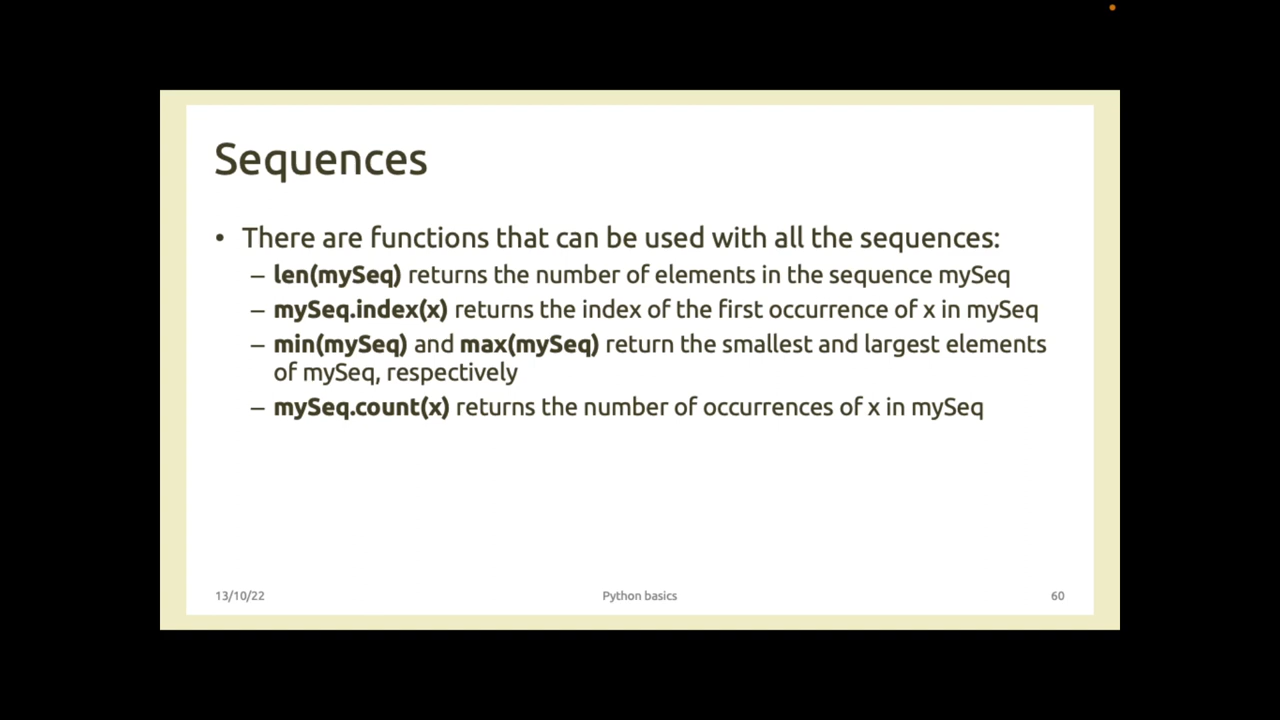 Sequences
• There are functions that can be used with all the sequences:
– len(mySeq) returns the number of elements in the sequence mySeq
– mySeq.index(x) returns the index of the first occurrence of x in mySeq
– min(mySeq) and max(mySeq) return the smallest and largest elements
of mySeq, respectively
– mySeq.count(x) returns the number of occurrences of x in mySeq
13/10/22
Python basics
60